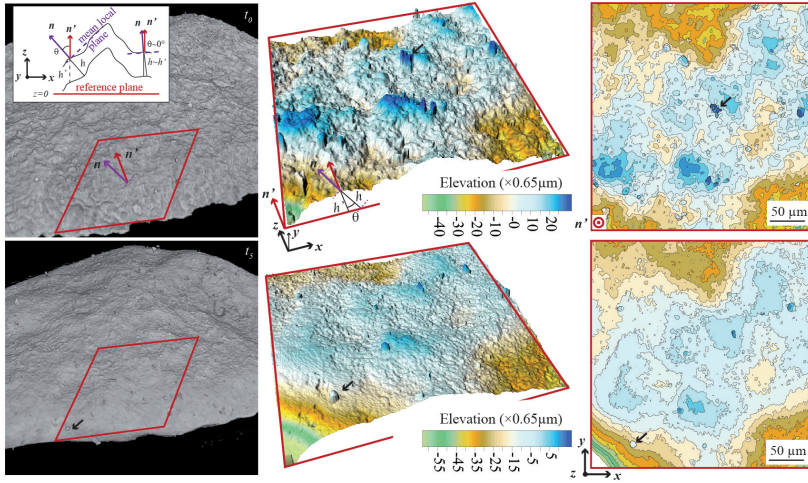 t0
n
n'
mean local
plane
n n'
θ
θ~0°
h'
h
h~h'
z
y
x
z=0
reference plane
n
n'
n
n'
h
h
θ
n'
z
y
x
Elevation (×0.65µm)
-40
-30
-20
-10
-0
10
20
n'
50 µm
t5
Elevation (×0.65µm)
-55
-45
-35
-25
-15
-5
5
y
z
x
50 µm